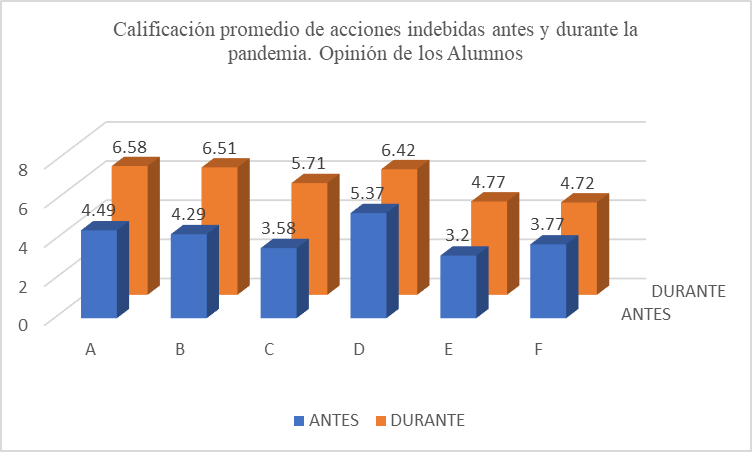 Calificación promedio de acciones indebidas antes y durante la
pandemia. Opinión de los Alumnos
6.58 6.51 5.71 6.42 4.77 4.72
4.49 4.29 3.58 5.37 3.2 3.77
8
6
4
2
0
DURANTE
ANTES
A B C D E F
ANTES DURANTE